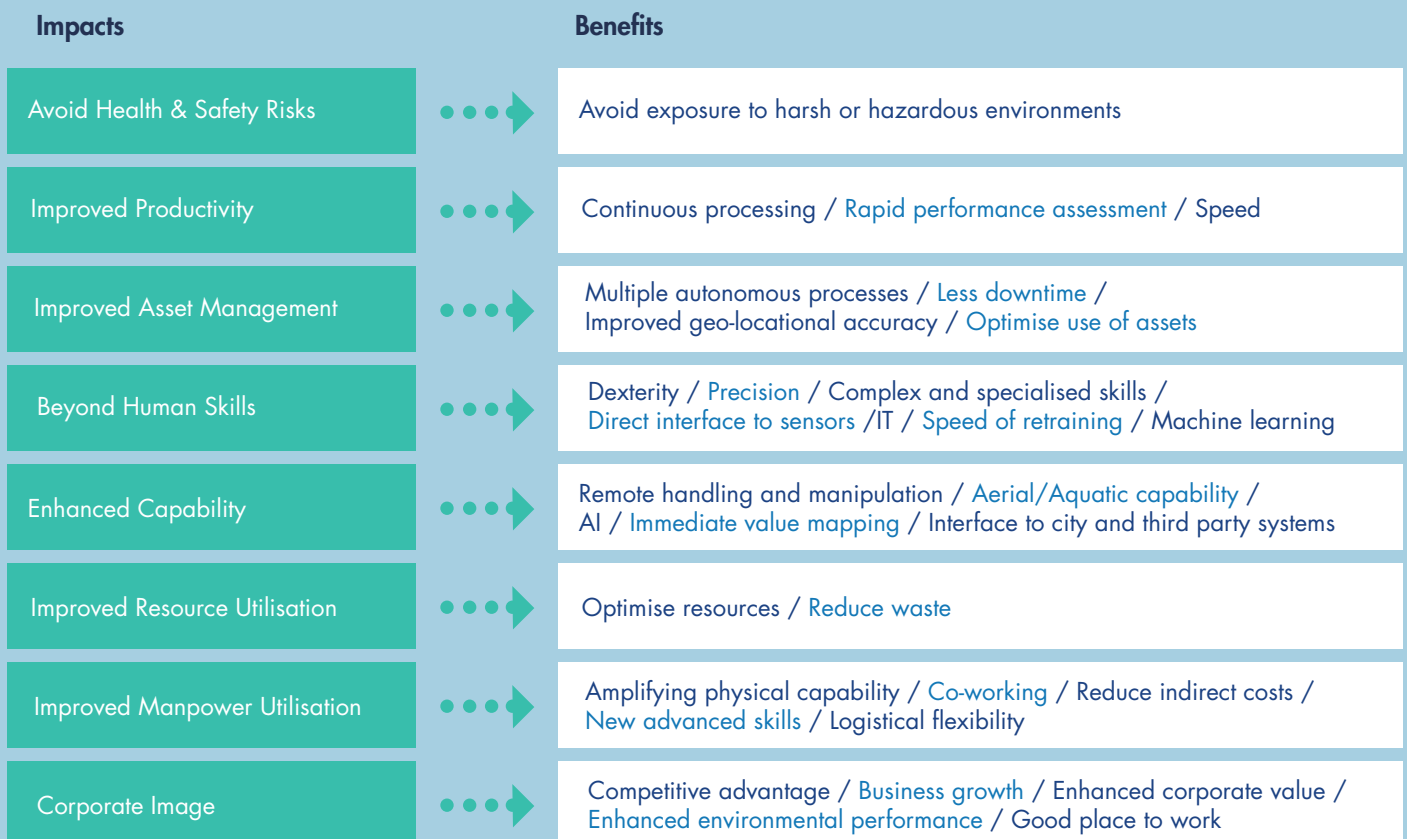 Impacts
Benefits
Avoid Health & Safety Risks
Avoid exposure to harsh or hazardous environments
Improved Productivity
Continuous processing / Rapid performance assessment / Speed
Improved Asset Management
Multiple autonomous processes / Less downtime /
Improved geo-locational accuracy / Optimise use of assets
Beyond Human Skills
Dexterity / Precision / Complex and specialised skills /
Direct interface to sensors /IT / Speed of retraining / Machine learning
Enhanced Capability
Remote handling and manipulation / Aerial/Aquatic capability /
AI / Immediate value mapping / Interface to city and third party systems
Improved Resource Utilisation
Optimise resources / Reduce waste
Improved Manpower Utilisation
Amplifying physical capability / Co-working / Reduce indirect costs /
New advanced skills / Logistical flexibility
Corporate Image
Competitive advantage / Business growth / Enhanced corporate value /
Enhanced environmental performance / Good place to work